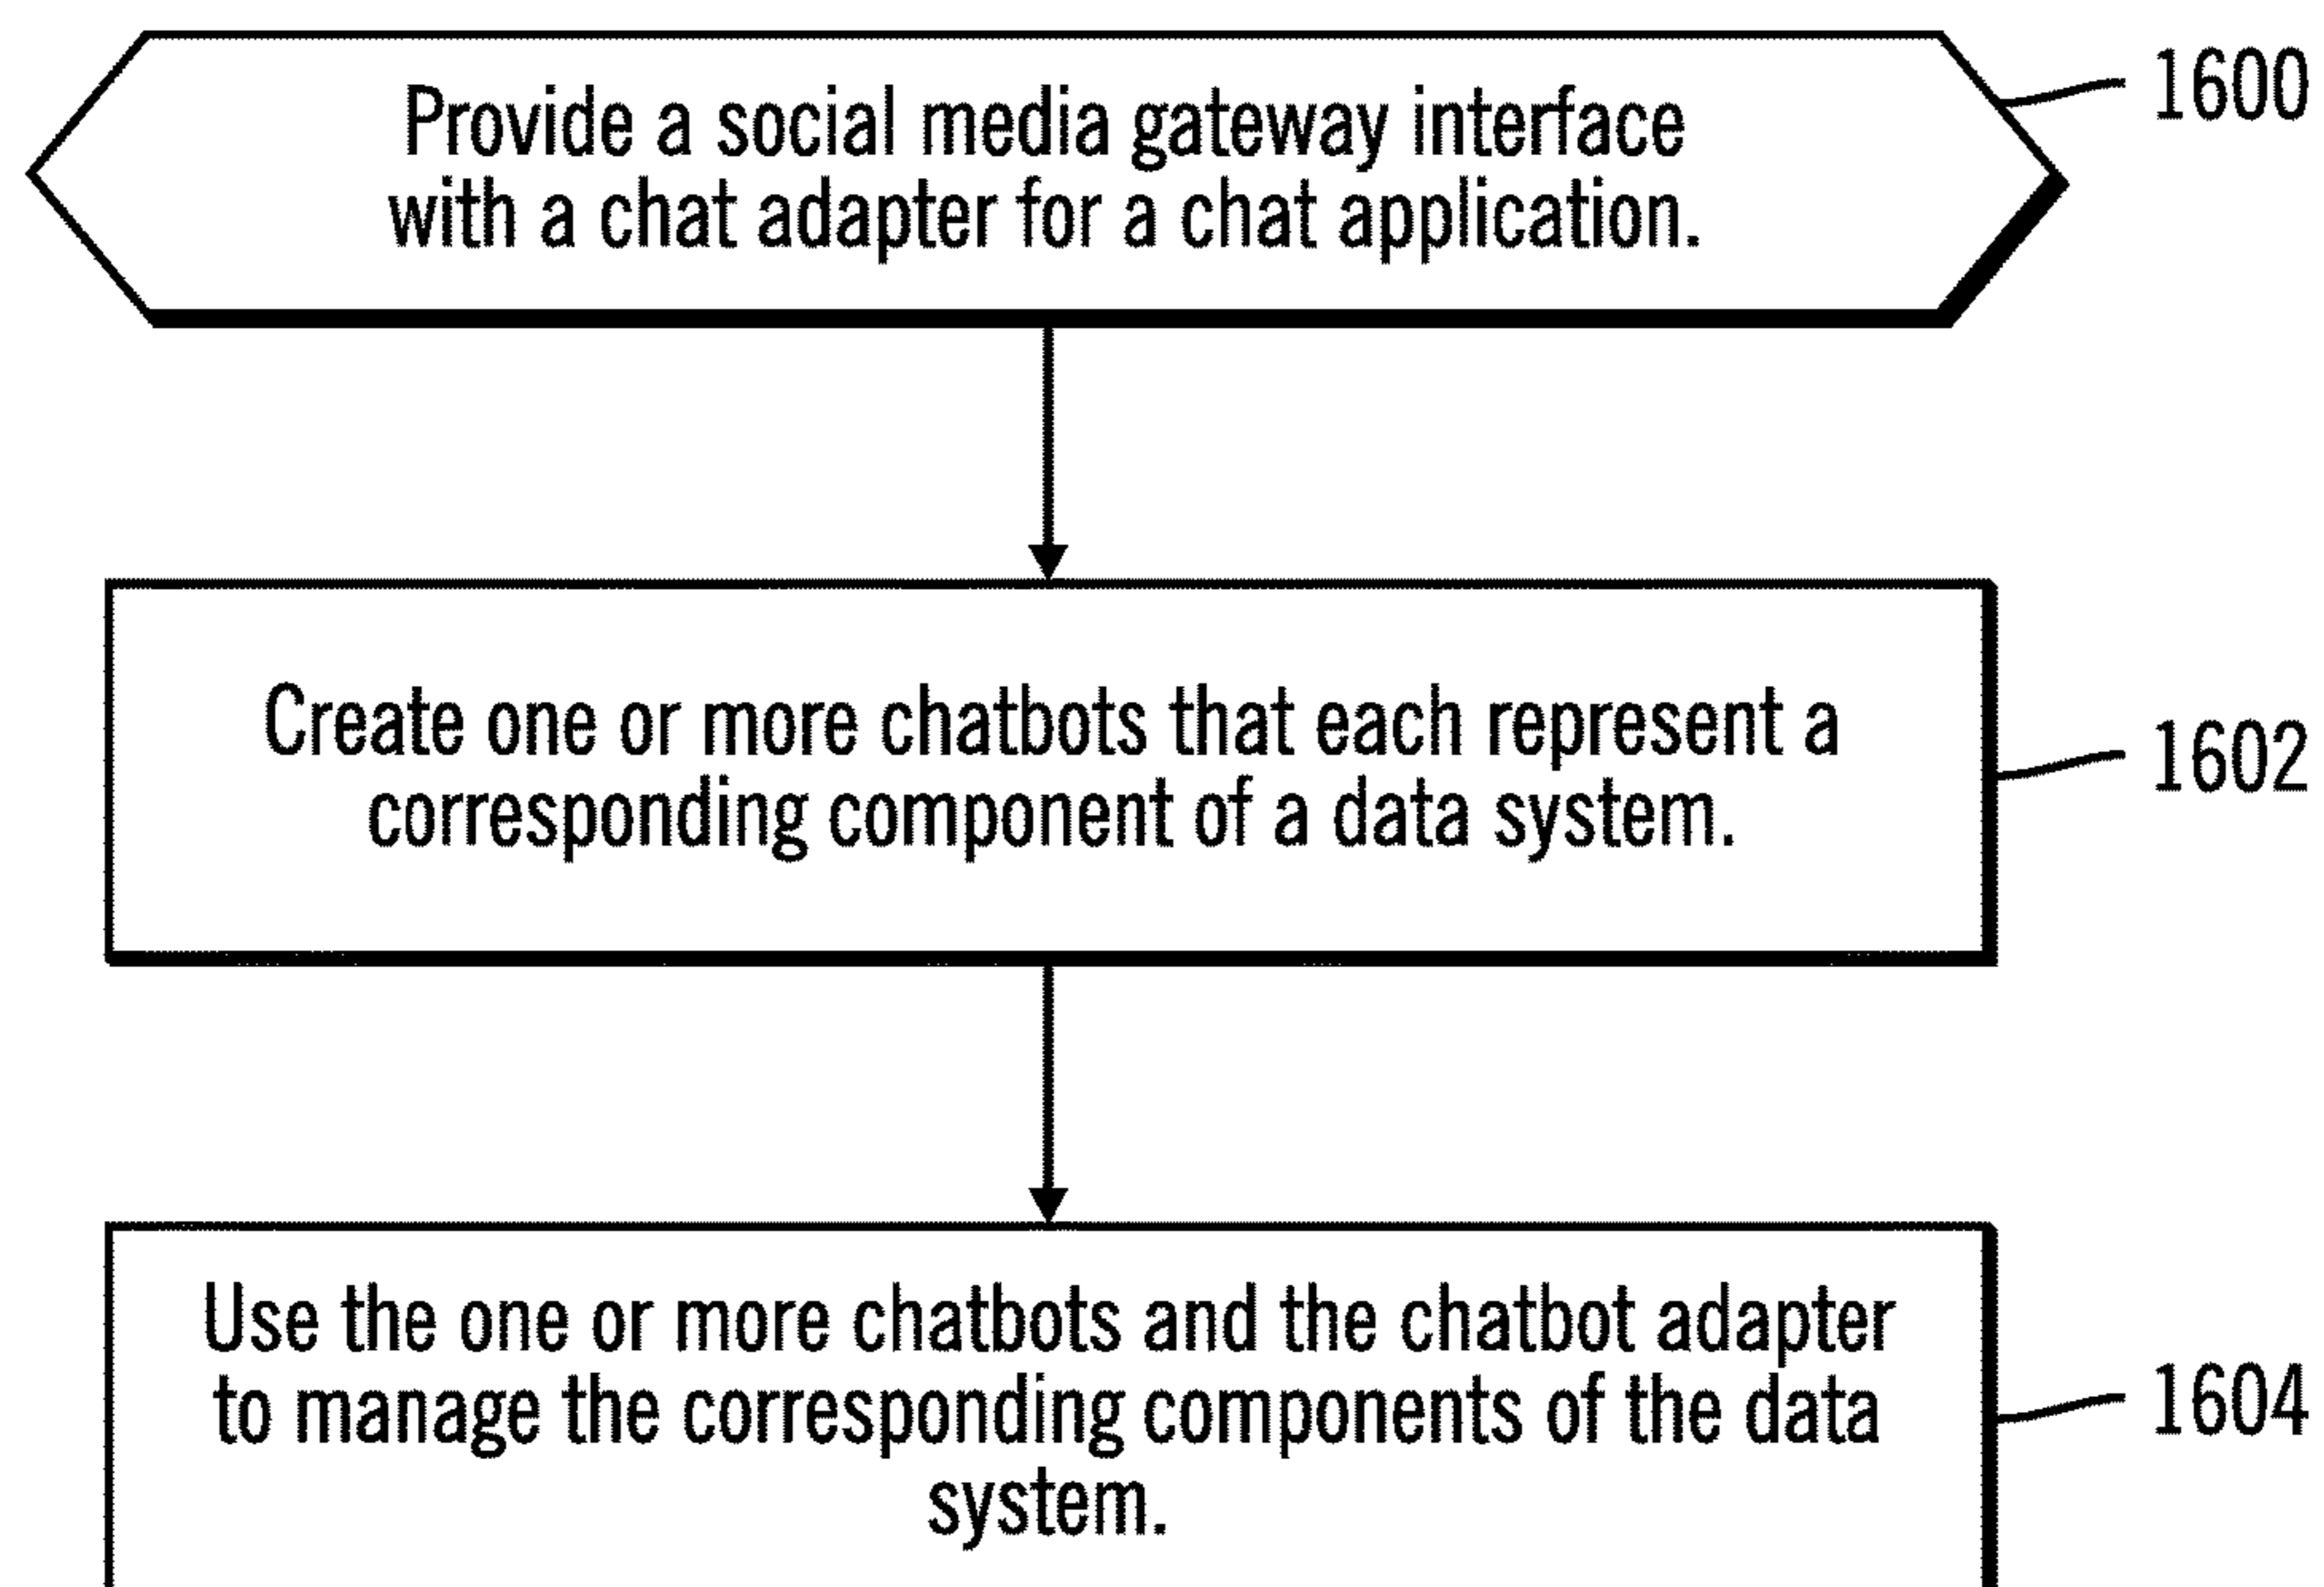 Provide a social media gateway interface
with a chat adapter for a chat application.
1600
Create one or more chatbots that each represent a
corresponding component of a data system.
1602
Use the one or more chatbots and the chatbot adapter
to manage the corresponding components of the data
system.
1604